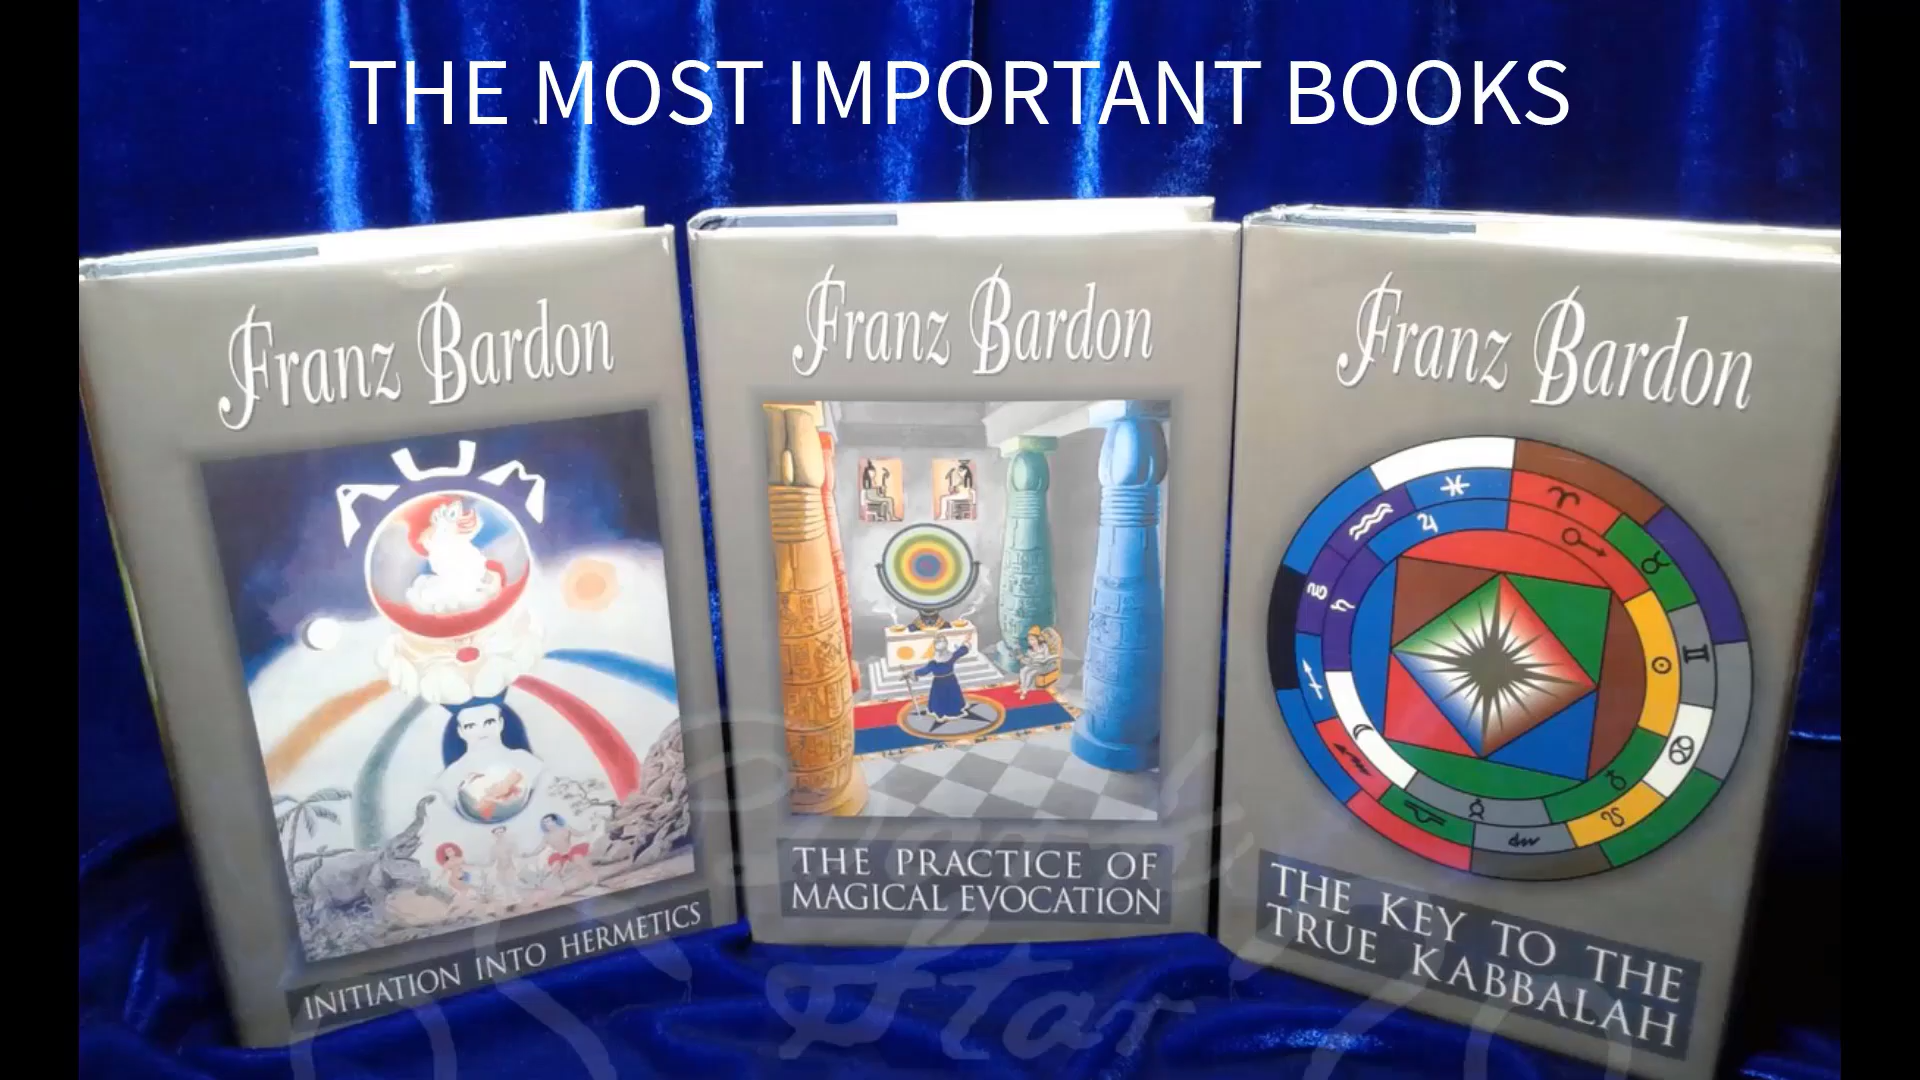 THE MOST IMPORTANT BOOKS
Franz Bardon
AUM
INITIATION INTO HERMETICS
Franz Bardon
THE PRACTICE OF
MAGICAL EVOCATION
Franz Bardon
THE KEY TO THE
TRUE KABBALAH
Star